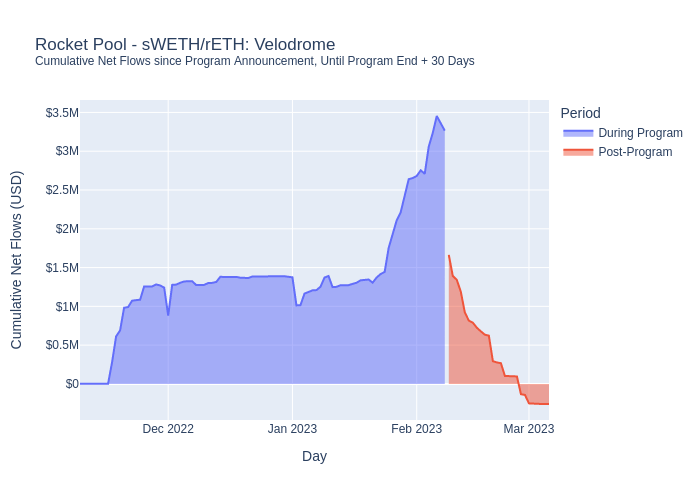 Rocket Pool - sWETH/rETH: Velodrome
Cumulative Net Flows since Program Announcement, Until Program End + 30 Days
Period
During Program
Post-Program
Cumulative Net Flows (USD)
$3.5M
$3M
$2.5M
$2M
$1.5M
$1M
$0.5M
$0
Dec 2022
Jan 2023
Feb 2023
Mar 2023
Day